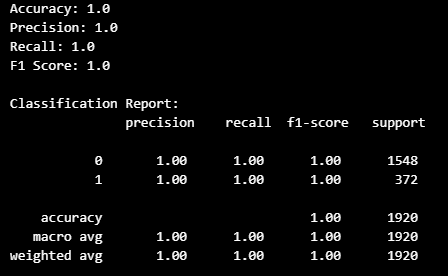 Accuracy: 1.0
Precision: 1.0
Recall: 1.0
F1 Score: 1.0
Classification Report:
precision recall f1-score support
0 1.00 1.00 1.00 1548
1 1.00 1.00 1.00 372
accuracy 1.00 1920
macro avg 1.00 1.00 1.00 1920
weighted avg 1.00 1.00 1.00 1920